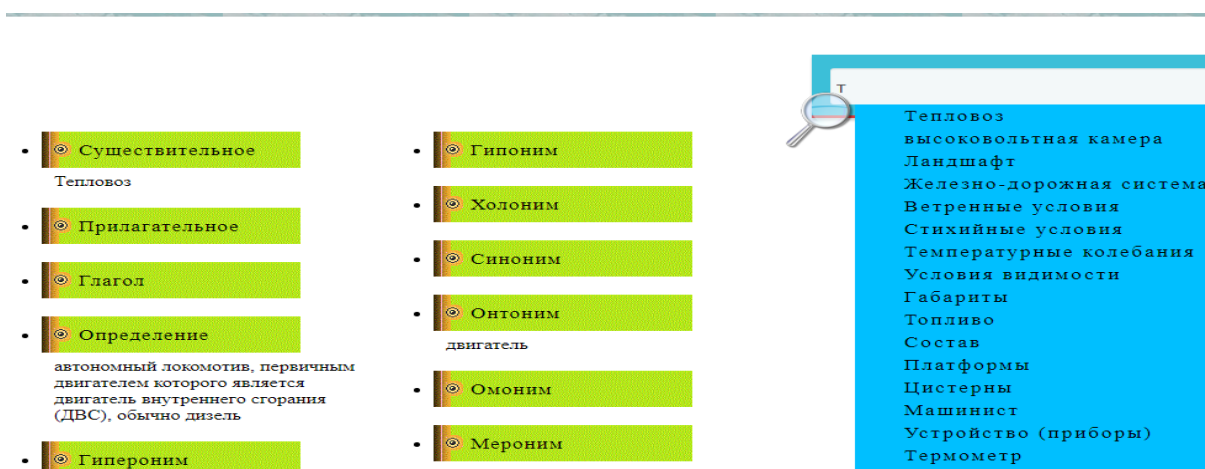 Существительное
Тепловоз
Прилагательное
Глагол
Определение
автономный локомотив, первичным
двигателем которого является
двигатель внутреннего сгорания
(ДВС), обычно дизель
Гипероним
Гипоним
Холоним
Синоним
Онтоним
двигатель
Омоним
Мероним
Т
Тепловоз
высоковольтная камера
Ландшафт
Железно-дорожная система
Ветренные условия
Стихийные условия
Температурные колебания
Условия видимости
Габариты
Топливо
Состав
Платформы
Цистерны
Машинист
Устройство (приборы)
Термометр